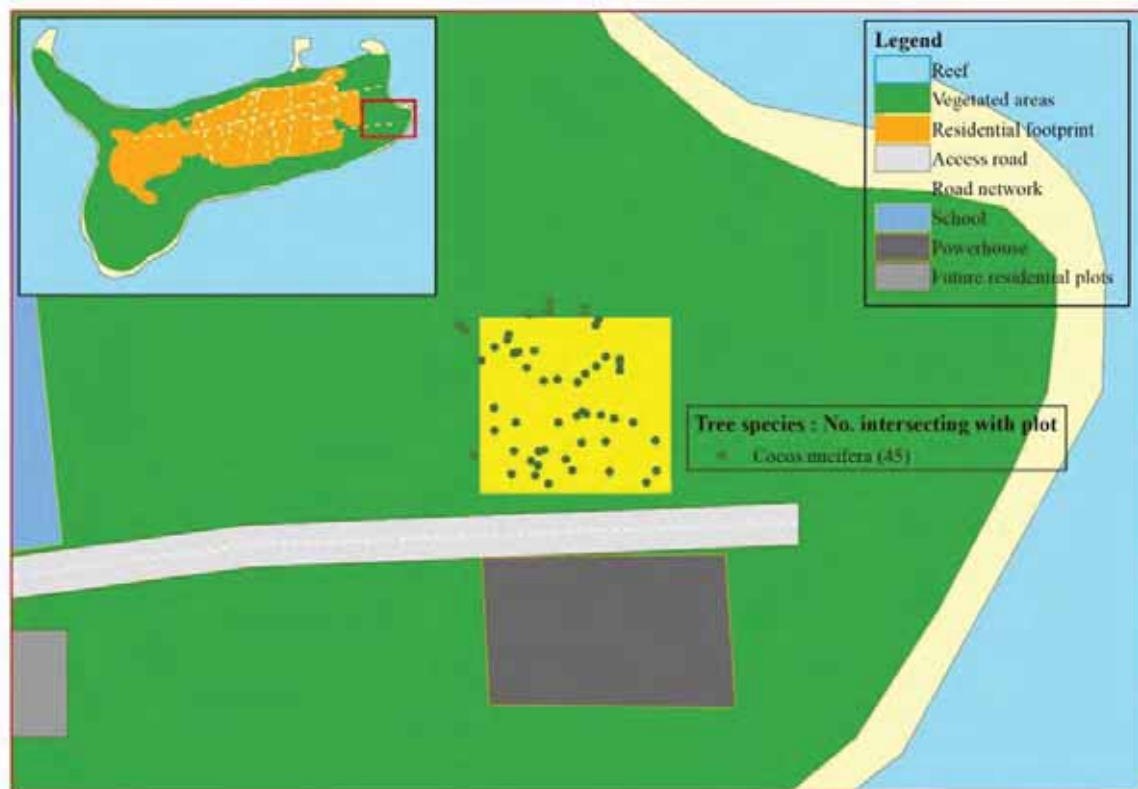 Legend
Reef
Vegetated areas
Residential footprint
Access road
Road network
School
Powerhouse
Future residential plots
Tree species : No. intersecting with plot
Cocos nucifera (45)